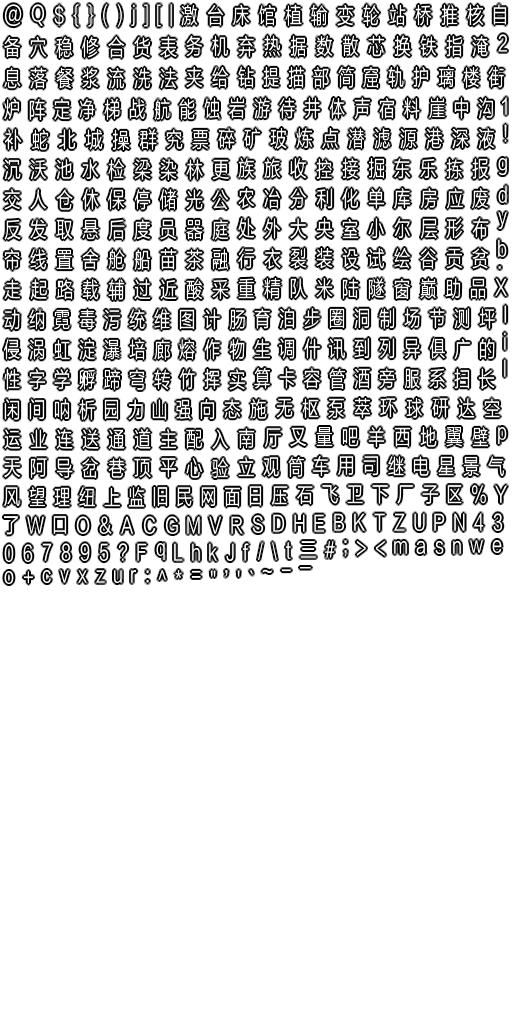 @Q${}()j][|激台床馆植输变轮站桥推核自
备穴稳修合货表务机弃热据数散芯换铁指淹2
息落餐浆流洗法夹给钻提描部简窟轨护璃楼街
炉阵定净梯战航能蚀岩游待井体声宿料崖中沟1
补蛇北城操群究票碎矿玻炼点潜滤源港深液!
沉沃池水检梁染林更族旅收控接掘东乐拣报g
交人仓休保停储光公农冶分利化单库房应废d
反发取悬后度员器庭处外大央室小尔层形布y
帘线置舍舱船苗茶融行衣裂装设试绘谷贡贫b.
走起路载辅过近酸采重精队米陆隧窗巅助品X
动纳霓毒污统维图计肠育泊步圈洞制场节测坪l
侵涡虹淀瀑培廊熔作物生调什讯到列异俱广的i
性字学孵蹄穹转竹挥实算卡容管酒旁服系扫长I
闲间呐析园力山强向态施无枢泵萃环球研达空
运业连送通道主配入南厅叉量吧羊西地翼壁p
天阿导岔巷顶平心验立观筒车用司继电星景气
风望理纽上监旧民网面日压石飞卫下厂子区%Y
了W口O&ACGMVRSDHEBKTZUPN43
067895?FqLhkJf/\t三#;><masnwe
o+cvxzur:^*="'`~--